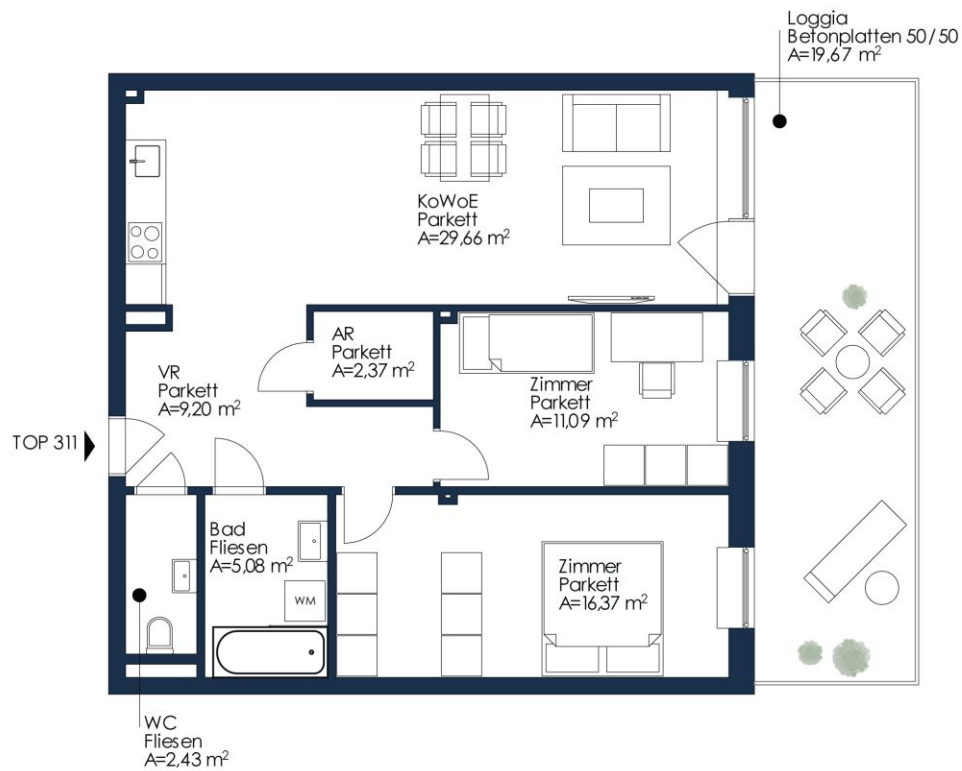 Loggia
Betonplatten 50/50
A=19,67 m²
KoWoE
Parkett
A=29,66 m²
AR
Parkett
A=2,37 m²
VR
Parkett
A=9,20 m²
Zimmer
Parkett
A=11,09 m²
TOP 311
Bad
Fliesen
A=5,08 m²
WM
Zimmer
Parkett
A=16,37 m²
WC
Fliesen
A=2,43 m²